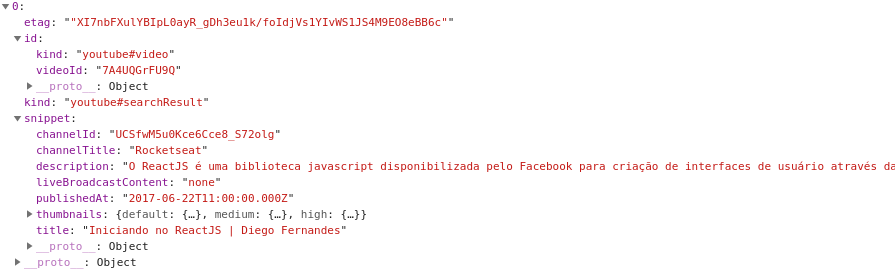 0:
etag: ""XI7nbFXulYBIpL0ayR_gDh3eu1k/foIdjVs1YIvWS1JS4M9EO8eBB6c""
id:
kind: "youtube#video"
videoId: "7A4UQGrFU9Q"
__proto__: Object
kind: "youtube#searchResult"
snippet:
channelId: "UCSfwM5u0Kce6Cce8_S72olg"
channelTitle: "Rocketseat"
description: "O ReactJS é uma biblioteca javascript disponibilizada pelo Facebook para criação de interfaces de usuário através da
liveBroadcastContent: "none"
publishedAt: "2017-06-22T11:00:00.000Z"
thumbnails: {default: {…}, medium: {…}, high: {…}}
title: "Iniciando no ReactJS | Diego Fernandes"
__proto__: Object
__proto__: Object